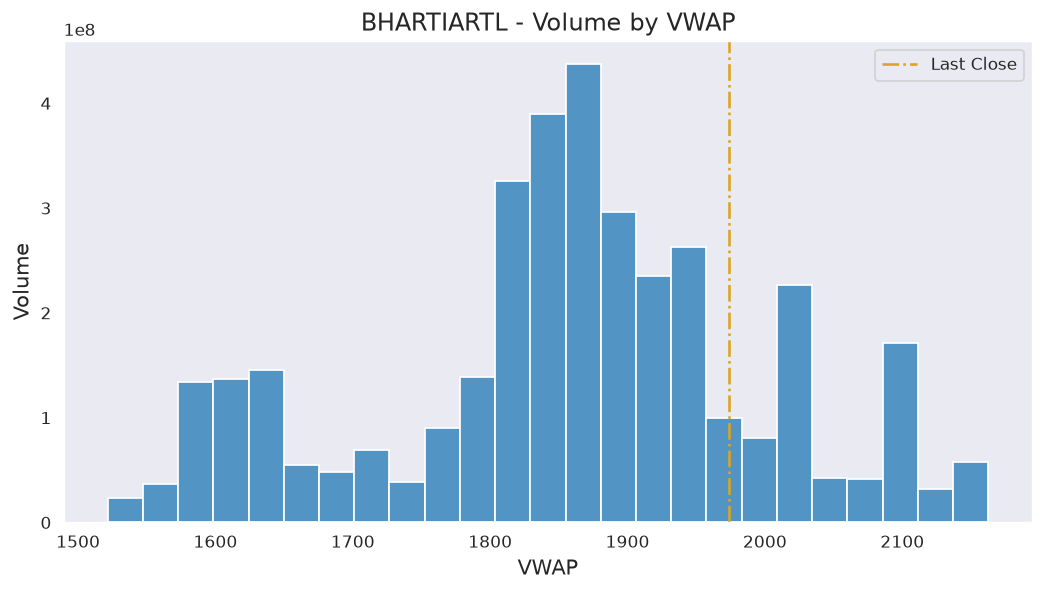 BHARTIARTL - Volume by VWAP
1e8
Last Close
4
3
2
1
0
Volume
1500 1600 1700 1800 1900 2000 2100
VWAP